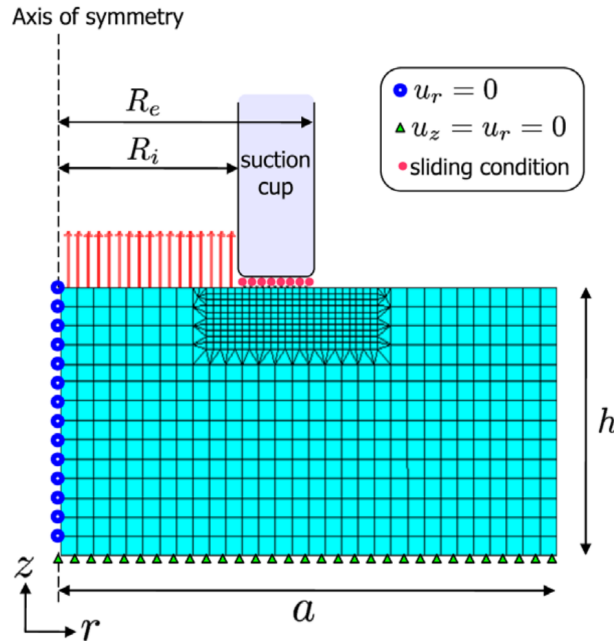 Axis of symmetry
R_e
R_i
suction
cup
u_r = 0
u_z = u_r = 0
sliding condition
h
z
r
a